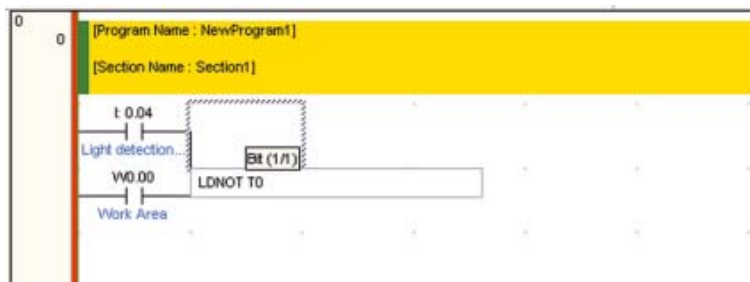 0
0
[Program Name : NewProgram1]
[Section Name : Section1]
I: 0.04
Light detection...
Bit (1/1)
W0.00
LDNOT T0
Work Area